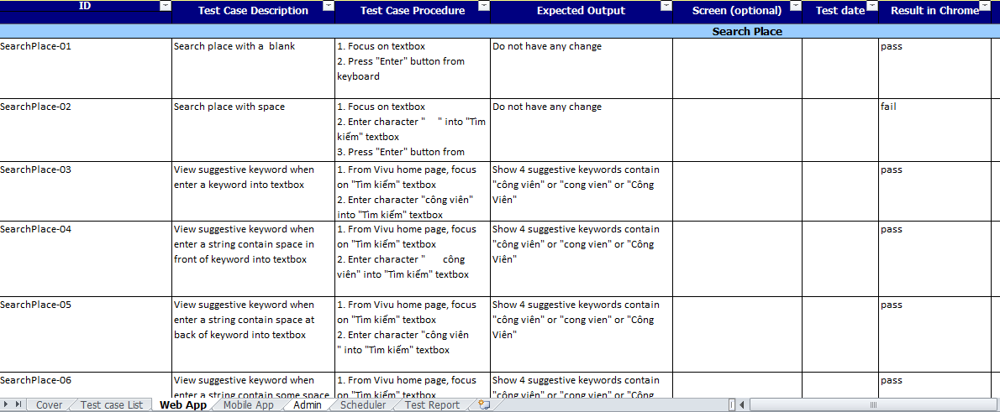 ID
Test Case Description
Test Case Procedure
Expected Output
Screen (optional)
Test date
Result in Chrome
Search Place
SearchPlace-01
Search place with a  blank
1. Focus on textbox
2. Press "Enter" button from
keyboard
Do not have any change
pass
SearchPlace-02
Search place with space
1. Focus on textbox
2. Enter character "     " into "Tìm
kiếm" textbox
3. Press "Enter" button from
Do not have any change
fail
SearchPlace-03
View suggestive keyword when
enter a keyword into textbox
1. From Vivu home page, focus
on "Tìm kiếm" textbox
2. Enter character "công viên"
into "Tìm kiếm" textbox
Show 4 suggestive keywords contain
"công viên" or "cong vien" or "Công
Viên"
pass
SearchPlace-04
View suggestive keyword when
enter a string contain space in
front of keyword into textbox
1. From Vivu home page, focus
on "Tìm kiếm" textbox
2. Enter character "      công
viên" into "Tìm kiếm" textbox
Show 4 suggestive keywords contain
"công viên" or "cong vien" or "Công
Viên"
pass
SearchPlace-05
View suggestive keyword when
enter a string contain space at
back of keyword into textbox
1. From Vivu home page, focus
on "Tìm kiếm" textbox
2. Enter character "công viên
" into "Tìm kiếm" textbox
Show 4 suggestive keywords contain
"công viên" or "cong vien" or "Công
Viên"
pass
SearchPlace-06
View suggestive keyword when
enter a string contain some space
1. From Vivu home page, focus
on "Tìm kiếm" textbox
Show 4 suggestive keywords contain
"công viên" or "cong vien" or "Công
pass
Cover
Test case List
Web App
Mobile App
Admin
Scheduler
Test Report